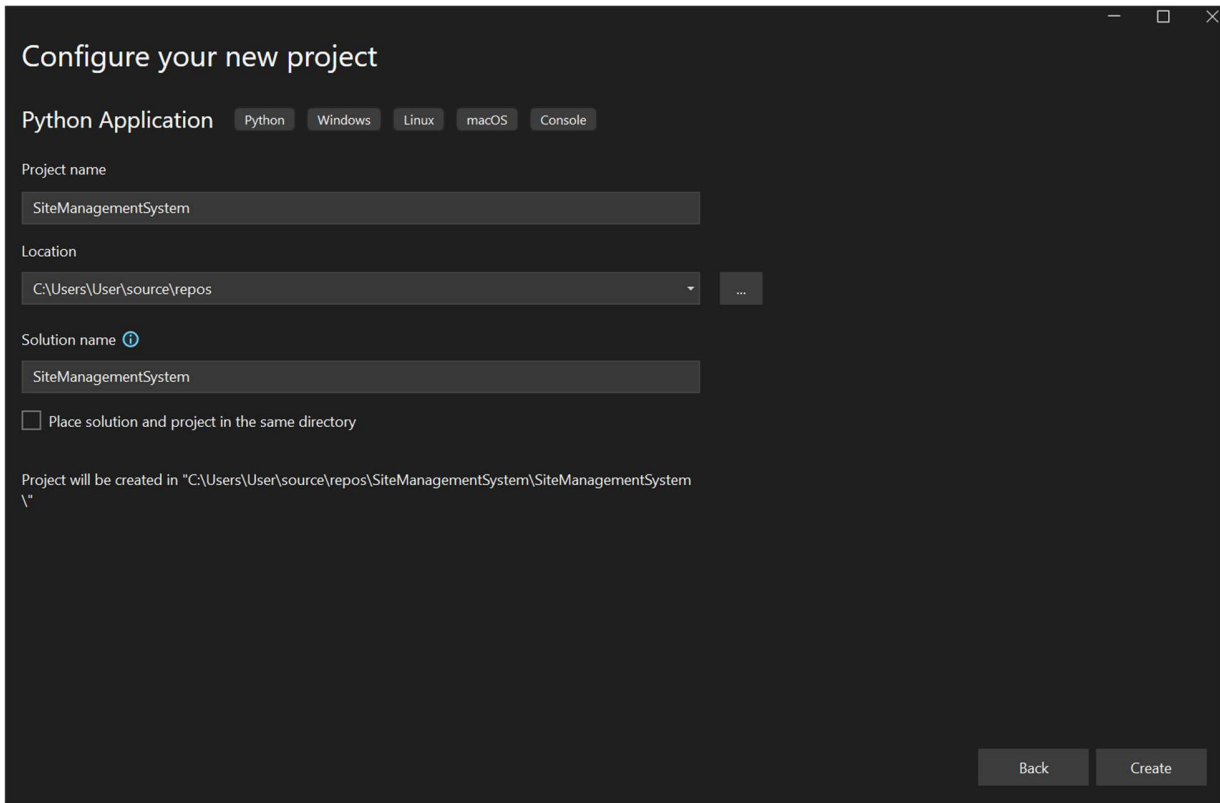 Configure your new project
Python Application Python Windows Linux macOS Console
Project name
SiteManagementSystem
Location
C:\Users\User\source\repos
...
Solution name
SiteManagementSystem
Place solution and project in the same directory
Project will be created in "C:\Users\User\source\repos\SiteManagementSystem\SiteManagementSystem
\"
Back Create